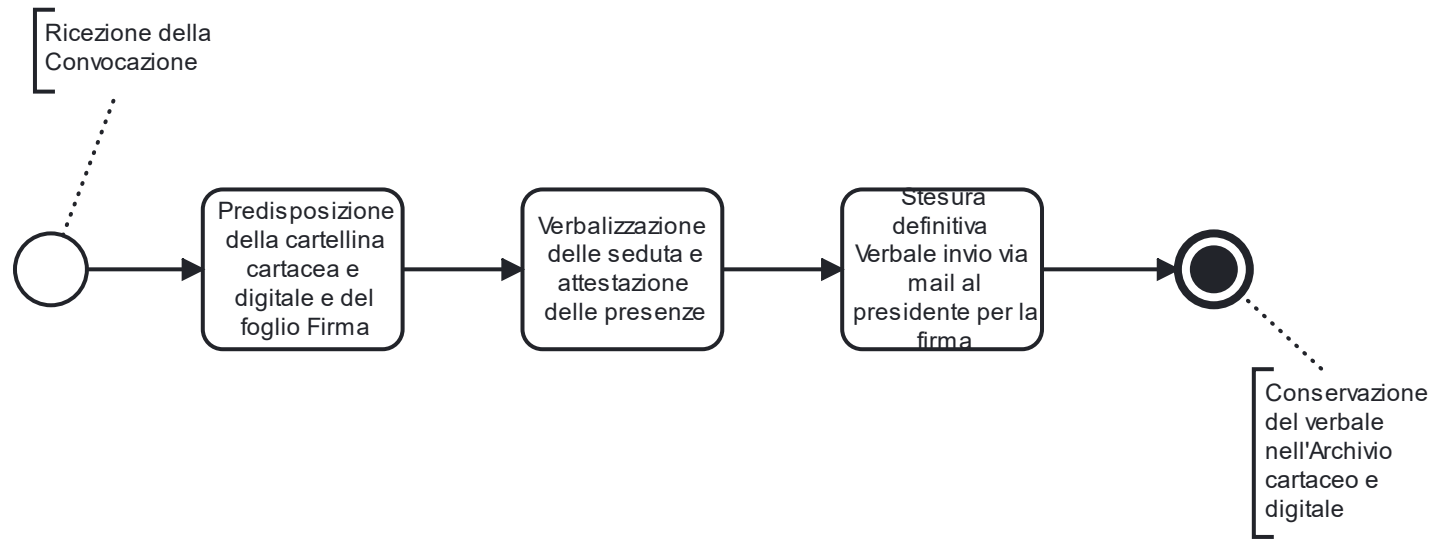 Ricezione della
Convocazione
Predisposizione
della cartellina
cartacea e
digitale e del
foglio Firma
Verbalizzazione
delle seduta e
attestazione
delle presenze
Stesura
definitiva
Verbale invio via
mail al
presidente per la
firma
Conservazione
del verbale
nell'Archivio
cartaceo e
digitale